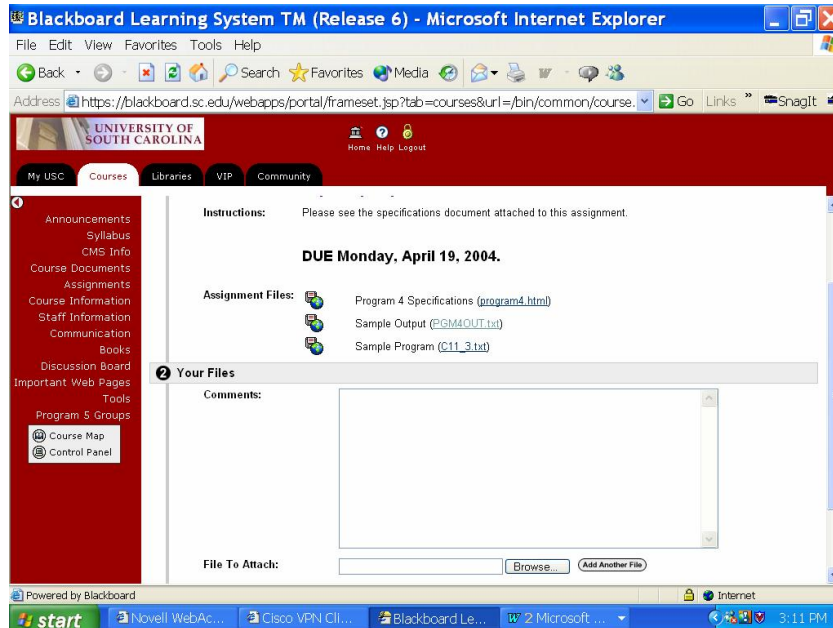 Blackboard Learning System TM (Release 6) - Microsoft Internet Explorer
File Edit View Favorites Tools Help
Back Search Favorites Media
Address https://blackboard.sc.edu/webapps/portal/frameset.jsp?tab=courses&url=/bin/common/course. Go Links » SnagIt
UNIVERSITY OF
SOUTH CAROLINA
Home Help Logout
My USC Courses Libraries VIP Community
Announcements
Syllabus
CMS Info
Course Documents
Assignments
Course Information
Staff Information
Communication
Books
Discussion Board
Important Web Pages
Tools
Program 5 Groups
Course Map
Control Panel
Instructions: Please see the specifications document attached to this assignment.
DUE Monday, April 19, 2004.
Assignment Files: Program 4 Specifications (program4.html)
Sample Output (PGM4OUT.txt)
Sample Program (C11_3.txt)
2 Your Files
Comments:
File To Attach: Browse... Add Another File
Powered by Blackboard Internet
start Novell WebAc... Cisco VPN Cli... Blackboard Le... 2 Microsoft ... 3:11 PM